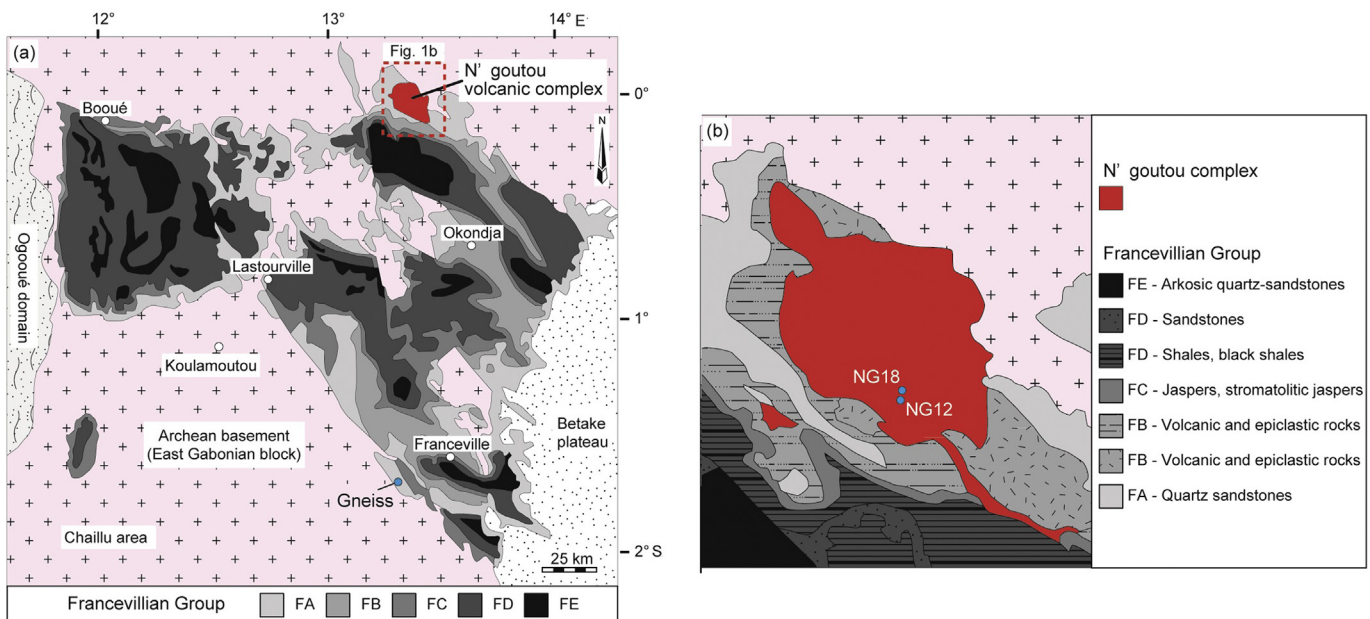 12°
13°
14° E
(a)
Fig. 1b
N' goutou
volcanic complex
0°
Booué
N
Ogooué domain
Okondja
Lastourville
1°
Koulamoutou
Betake
plateau
Archean basement
(East Gabonian block)
Franceville
Gneiss
Chaillu area
2° S
25 km
Francevillian Group
FA
FB
FC
FD
FE
(b)
NG18
NG12
N' goutou complex
Francevillian Group
FE - Arkosic quartz-sandstones
FD - Sandstones
FD - Shales, black shales
FC - Jaspers, stromatolitic jaspers
FB - Volcanic and epiclastic rocks
FB - Volcanic and epiclastic rocks
FA - Quartz sandstones